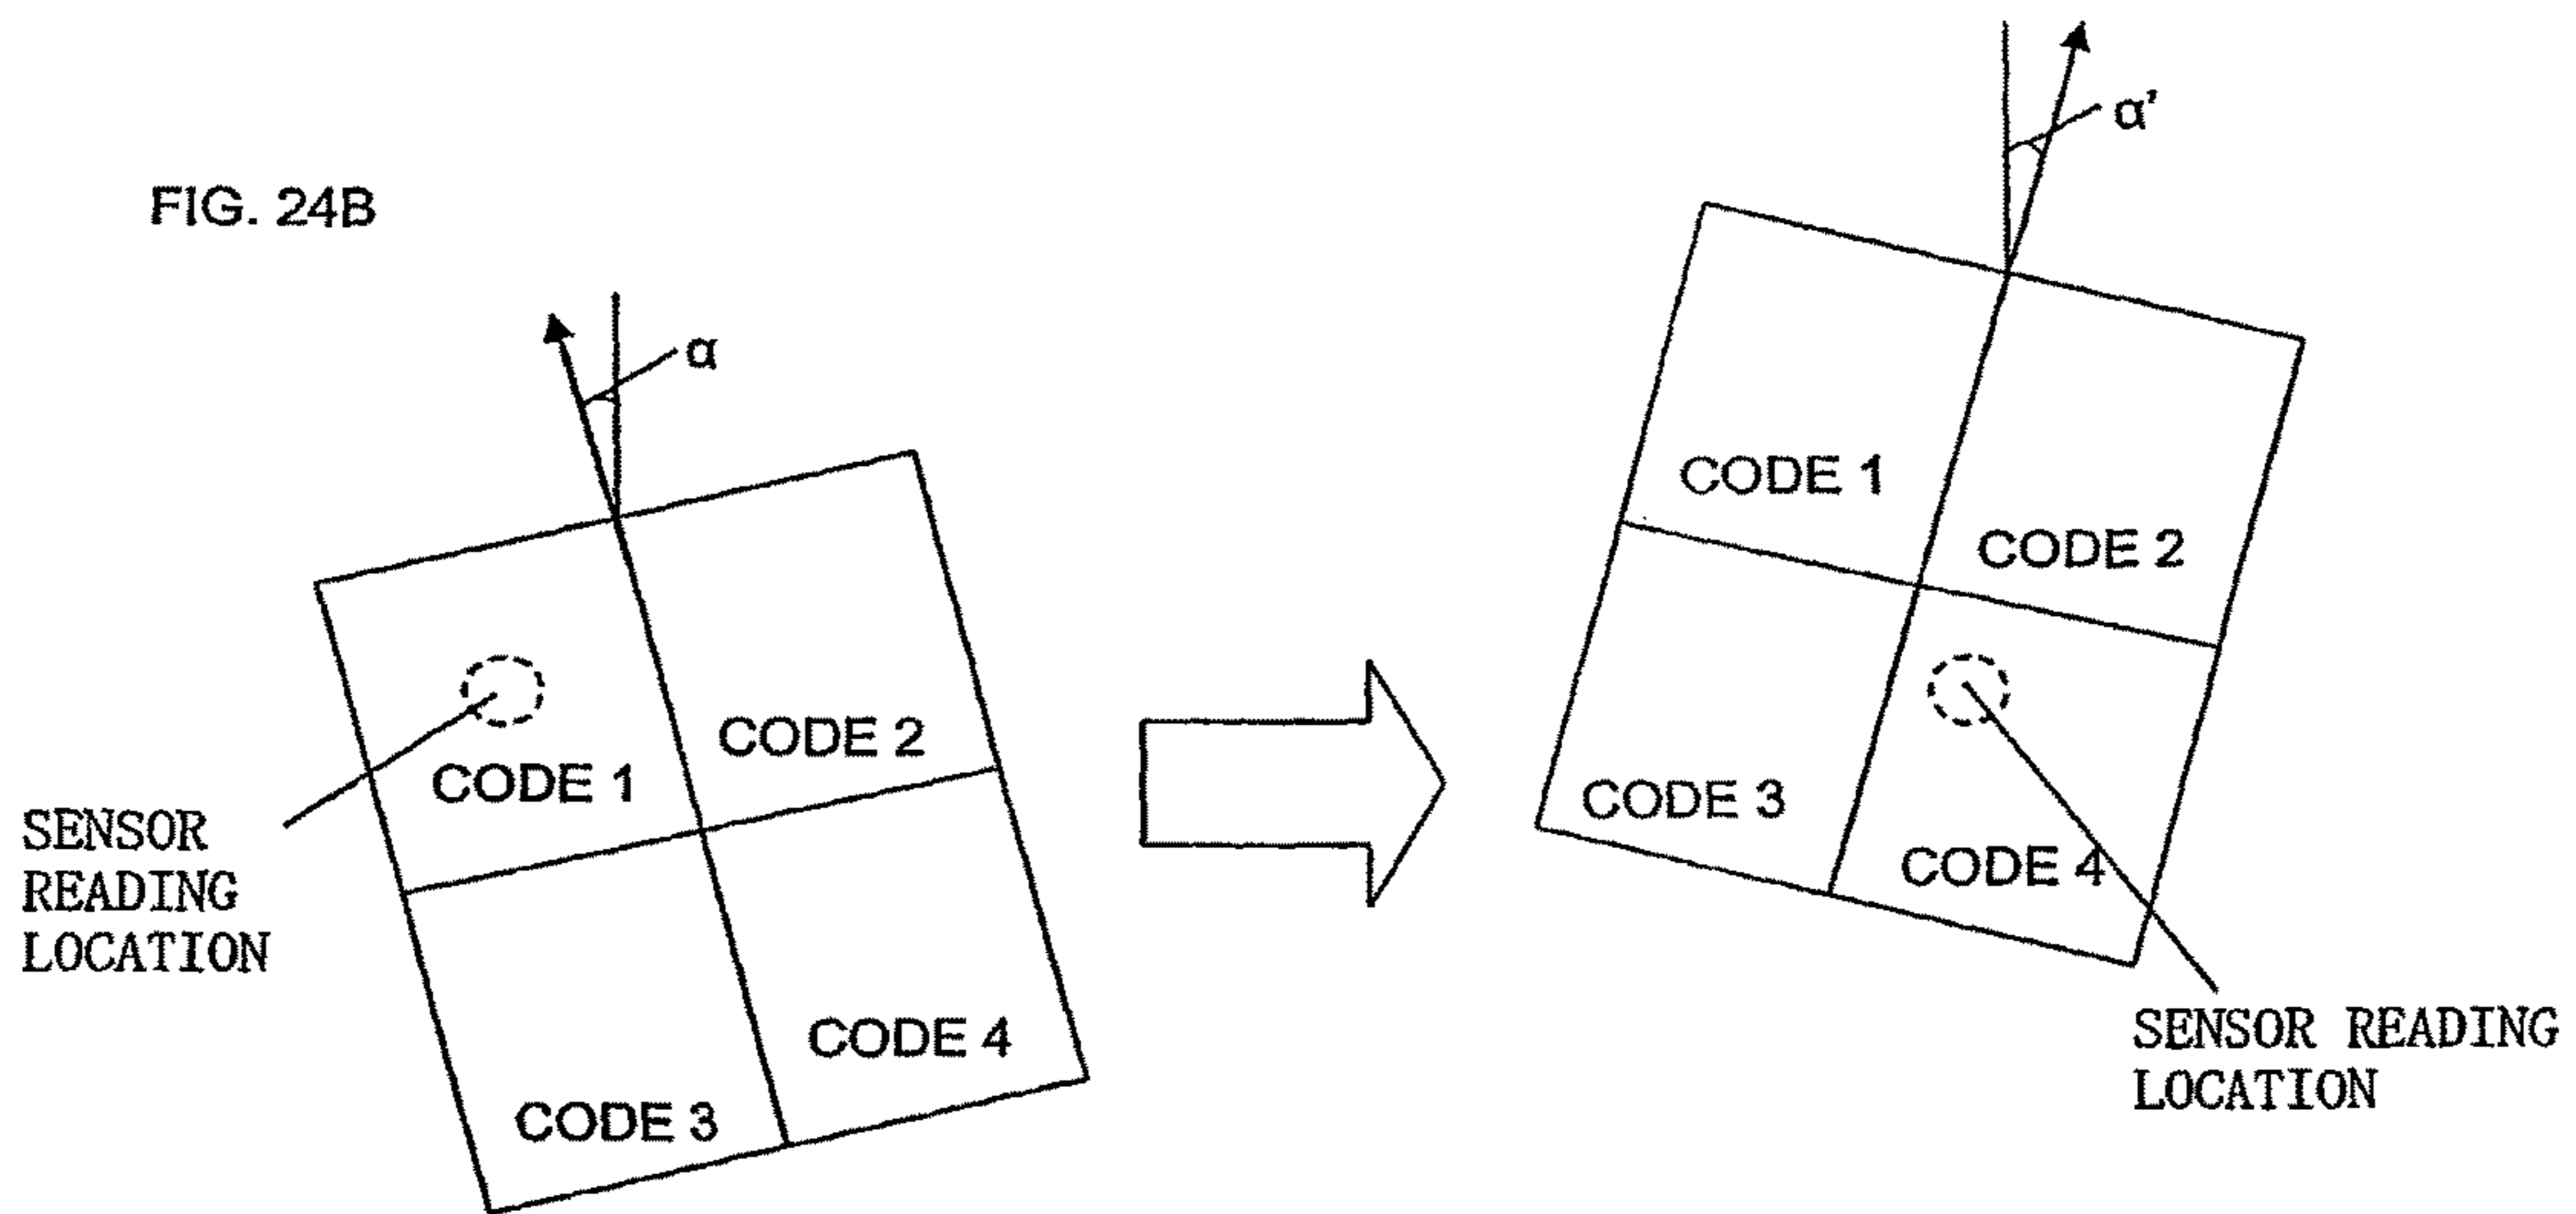 FIG. 24B
α
CODE 1
CODE 2
CODE 3
CODE 4
SENSOR
READING
LOCATION
α'
CODE 1
CODE 2
CODE 3
CODE 4
SENSOR READING
LOCATION